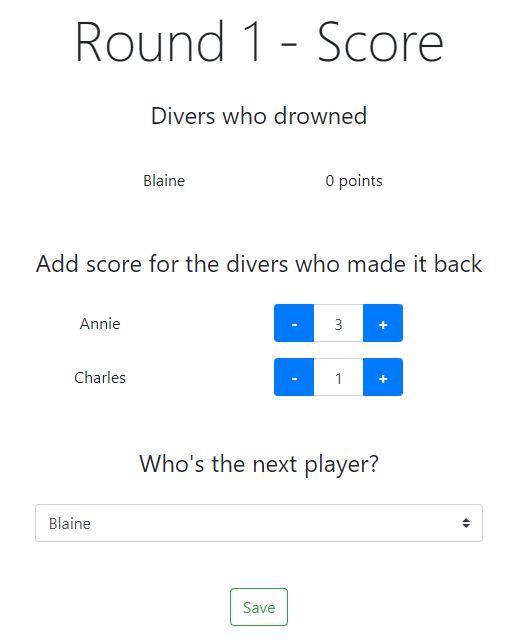 Round 1 - Score
Divers who drowned
Blaine 0 points
Add score for the divers who made it back
Annie - 3 +
Charles - 1 +
Who's the next player?
Blaine
Save